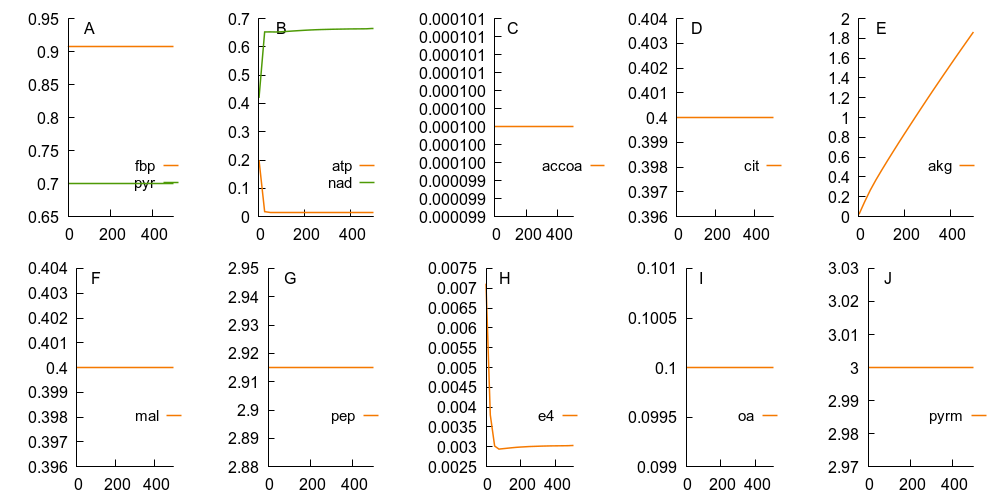 A
0.95
0.9
0.85
0.8
0.75
0.7
0.65
fbp
pyr
0 200 400
B
0.7
0.6
0.5
0.4
0.3
0.2
0.1
0
atp
nad
0 200 400
C
0.000101
0.000101
0.000101
0.000101
0.000100
0.000100
0.000100
0.000100
0.000100
0.000099
0.000099
0.000099
accoa
0 200 400
D
0.404
0.403
0.402
0.401
0.4
0.399
0.398
0.397
0.396
cit
0 200 400
E
2
1.8
1.6
1.4
1.2
1
0.8
0.6
0.4
0.2
0
akg
0 200 400
F
0.404
0.403
0.402
0.401
0.4
0.399
0.398
0.397
0.396
mal
0 200 400
G
2.95
2.94
2.93
2.92
2.91
2.9
2.89
2.88
pep
0 200 400
H
0.0075
0.007
0.0065
0.006
0.0055
0.005
0.0045
0.004
0.0035
0.003
0.0025
e4
0 200 400
I
0.101
0.1005
0.1
0.0995
0.099
oa
0 200 400
J
3.03
3.02
3.01
3
2.99
2.98
2.97
pyrm
0 200 400